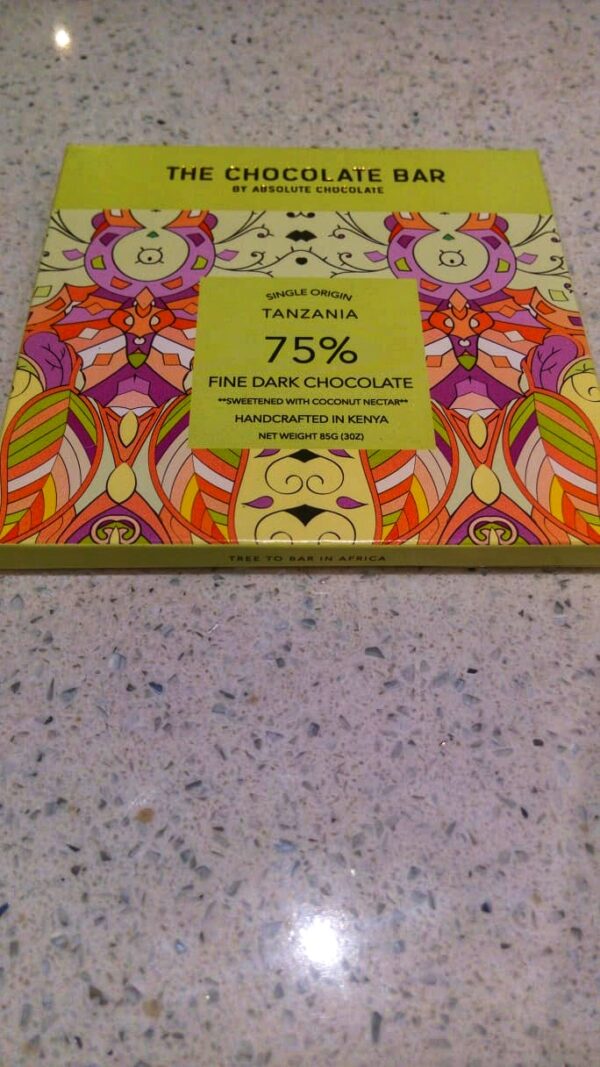 THE CHOCOLATE BAR
BY ABSOLUTE CHOCOLATE
SINGLE ORIGIN
TANZANIA
75%
FINE DARK CHOCOLATE
**SWEETENED WITH COCONUT NECTAR**
HANDCRAFTED IN KENYA
NET WEIGHT 85G (3OZ)
TREE TO BAR IN AFRICA